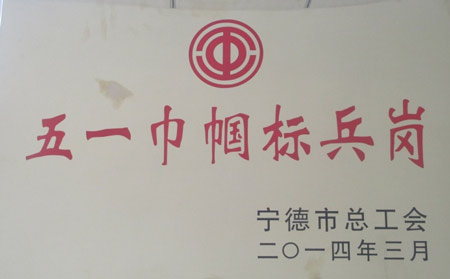 五一巾帼标兵岗
宁德市总工会
二〇一四年三月